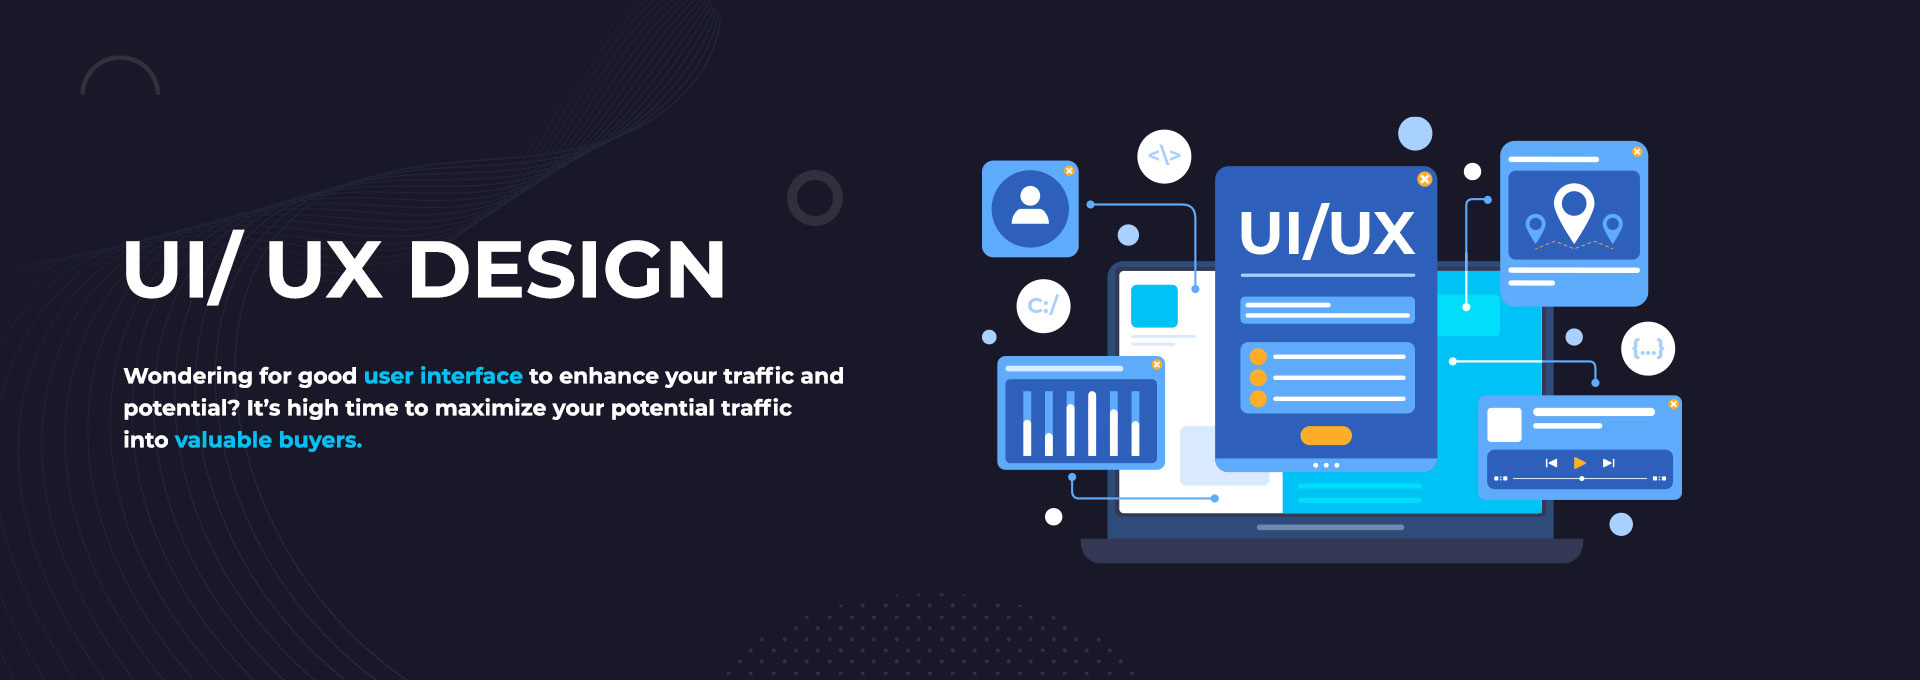 UI/ UX DESIGN
Wondering for good user interface to enhance your traffic and
potential? It’s high time to maximize your potential traffic
into valuable buyers.
<\>
UI/UX
C:/
{...}